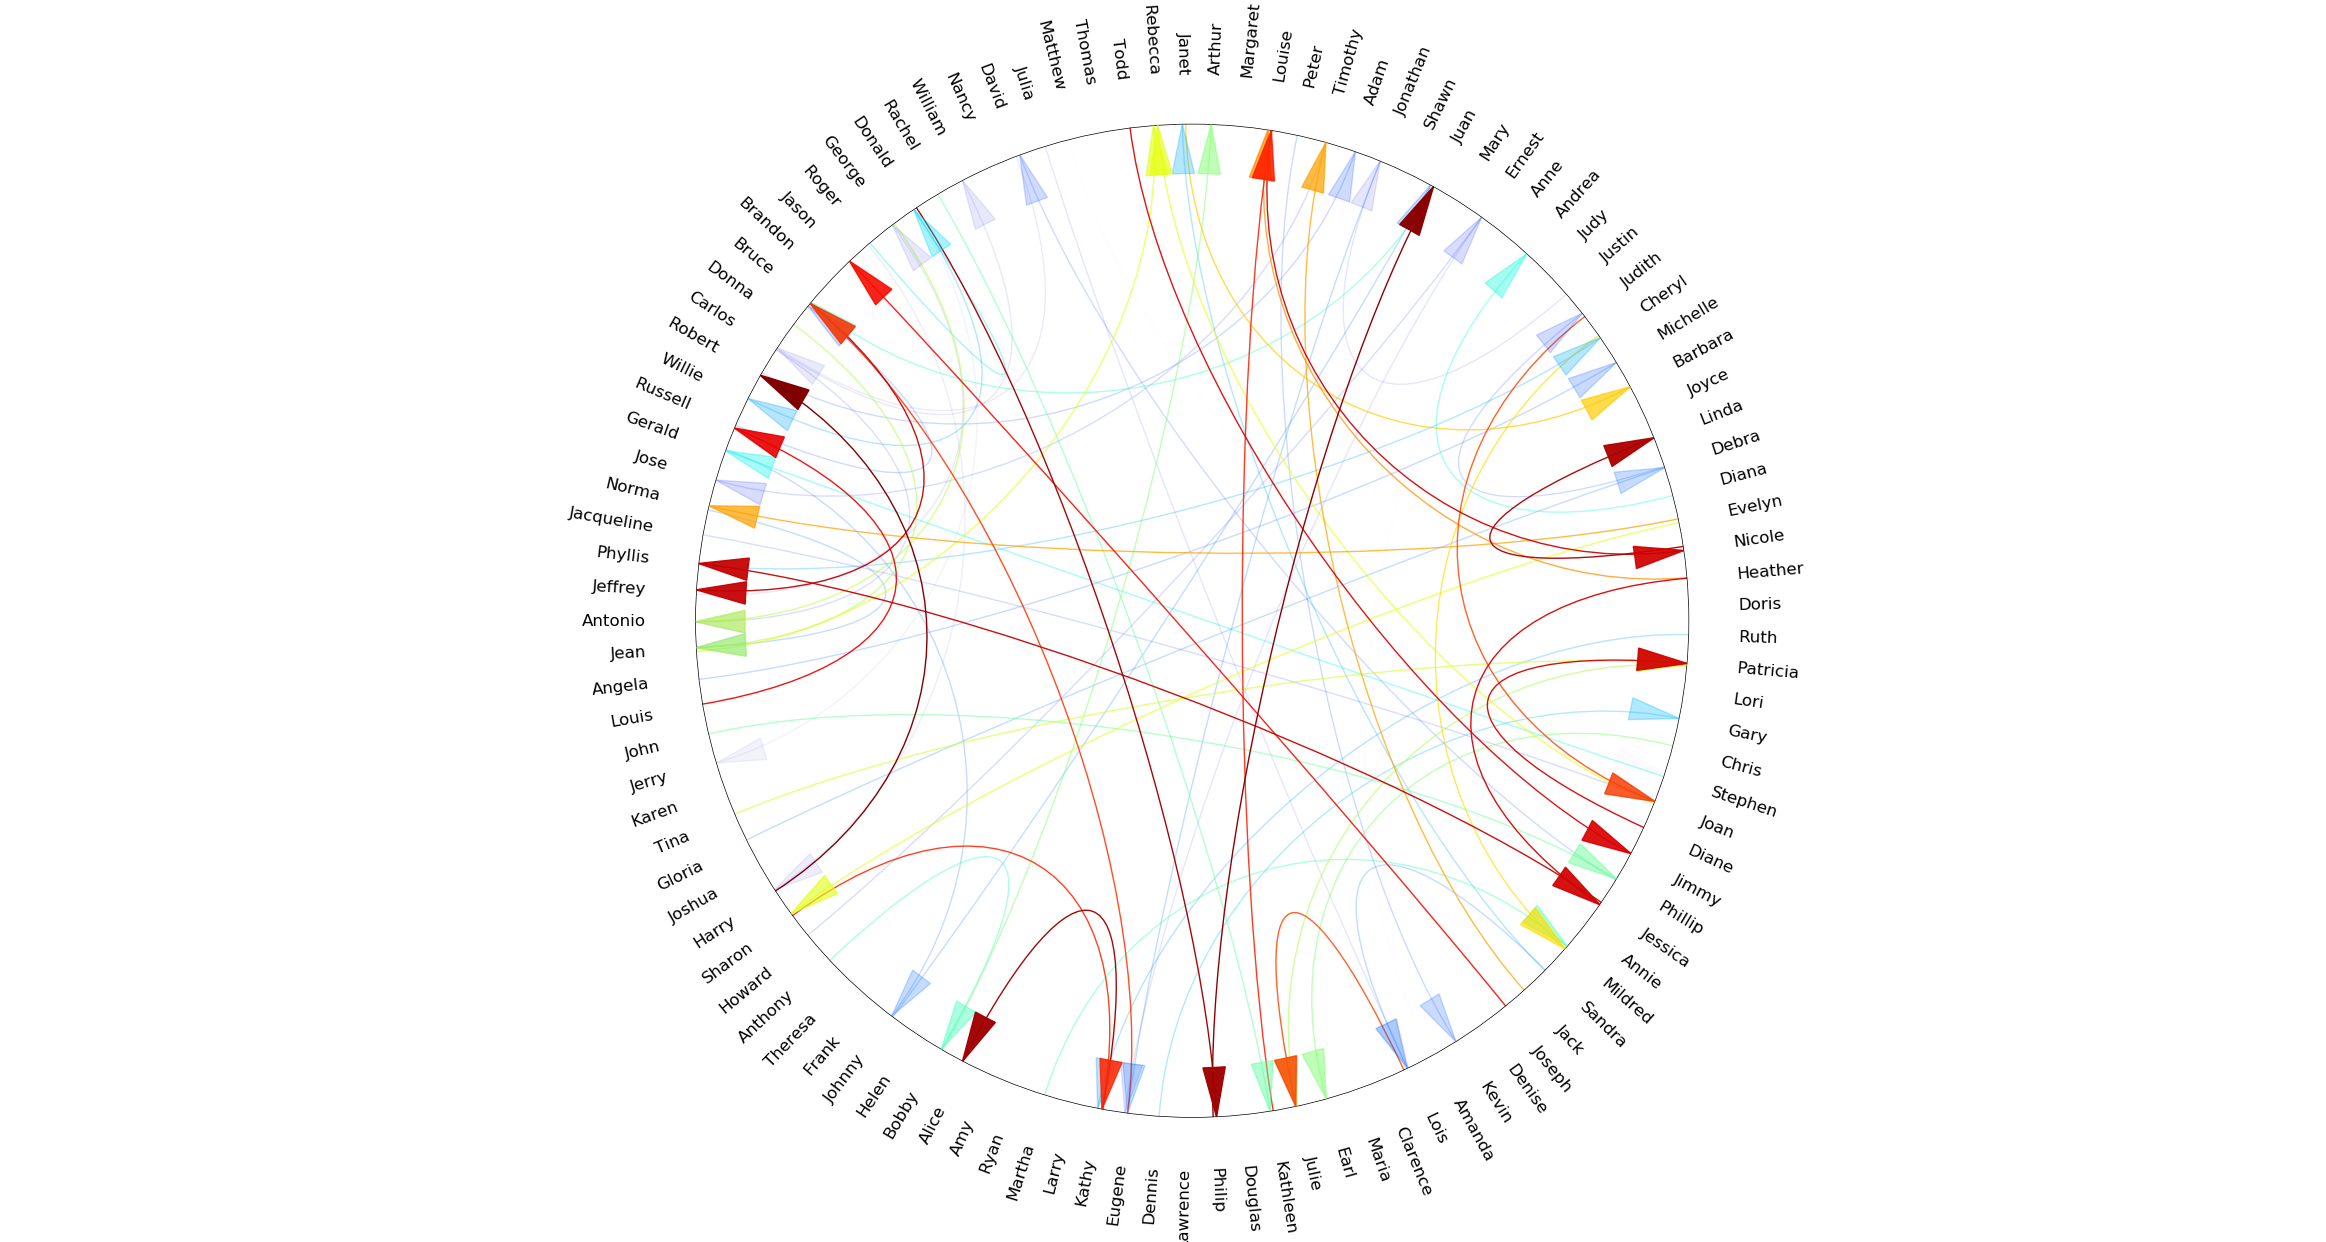 Rebecca
Janet
Arthur
Margaret
Louise
Peter
Timothy
Adam
Jonathan
Shawn
Juan
Mary
Ernest
Anne
Andrea
Judy
Justin
Judith
Cheryl
Michelle
Barbara
Joyce
Linda
Debra
Diana
Evelyn
Nicole
Heather
Doris
Ruth
Patricia
Lori
Gary
Chris
Stephen
Joan
Diane
Jimmy
Phillip
Jessica
Annie
Mildred
Sandra
Jack
Joseph
Denise
Kevin
Amanda
Lois
Clarence
Maria
Earl
Julie
Kathleen
Douglas
Philip
awrence
Dennis
Eugene
Kathy
Larry
Martha
Ryan
Amy
Alice
Bobby
Helen
Johnny
Frank
Theresa
Anthony
Howard
Sharon
Harry
Joshua
Gloria
Tina
Karen
Jerry
John
Louis
Angela
Jean
Antonio
Jeffrey
Phyllis
Jacqueline
Norma
Jose
Gerald
Russell
Willie
Robert
Carlos
Donna
Bruce
Brandon
Jason
Roger
George
Donald
Rachel
William
Nancy
David
Julia
Matthew
Thomas
Todd